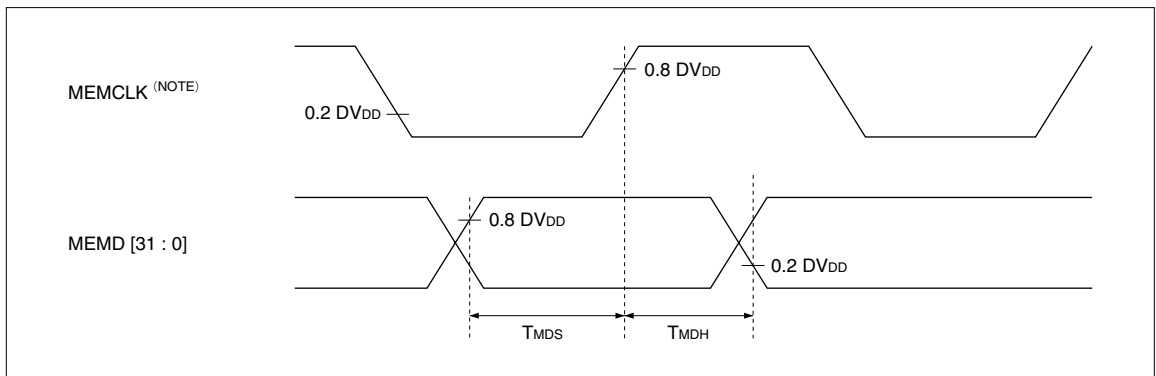 MEMCLK (NOTE)
0.8 DVDD
0.2 DVDD
MEMD [31 : 0]
0.8 DVDD
0.2 DVDD
TMDS
TMDH